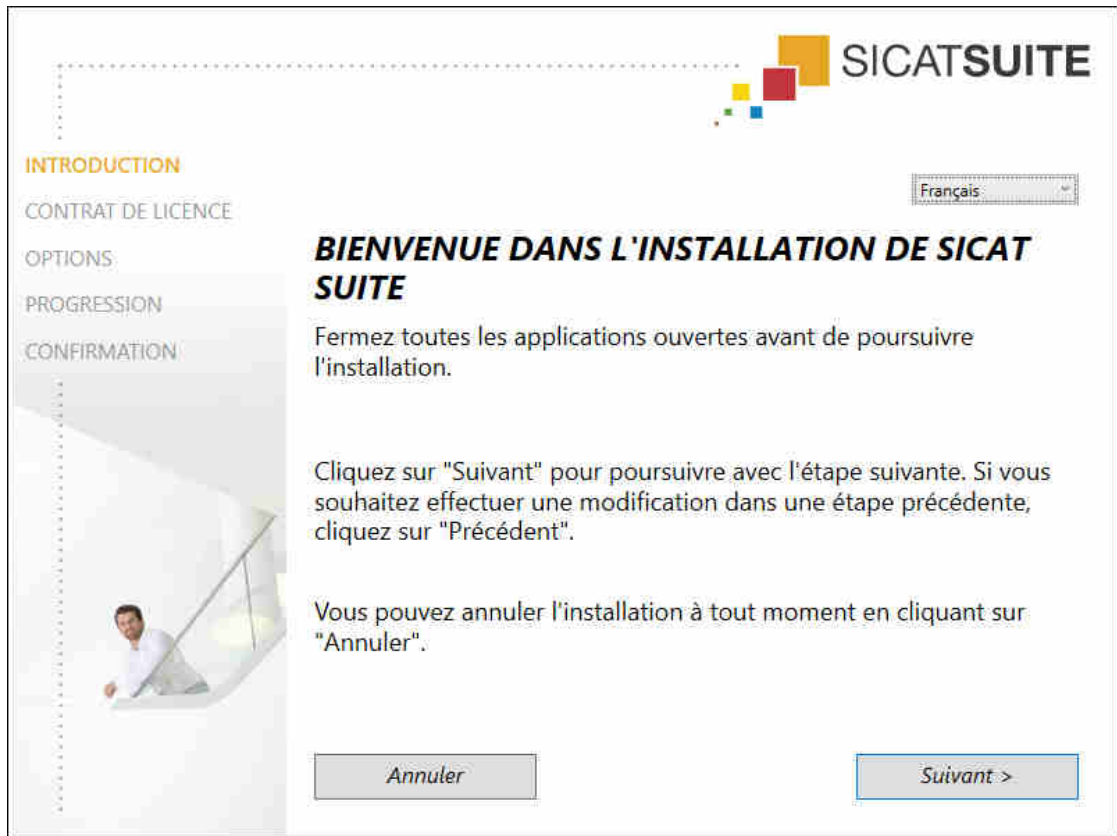 SICATSUITE
INTRODUCTION
CONTRAT DE LICENCE
OPTIONS
PROGRESSION
CONFIRMATION
Français
BIENVENUE DANS L'INSTALLATION DE SICAT
SUITE
Fermez toutes les applications ouvertes avant de poursuivre
l'installation.
Cliquez sur "Suivant" pour poursuivre avec l'étape suivante. Si vous
souhaitez effectuer une modification dans une étape précédente,
cliquez sur "Précédent".
Vous pouvez annuler l'installation à tout moment en cliquant sur
"Annuler".
Annuler
Suivant >